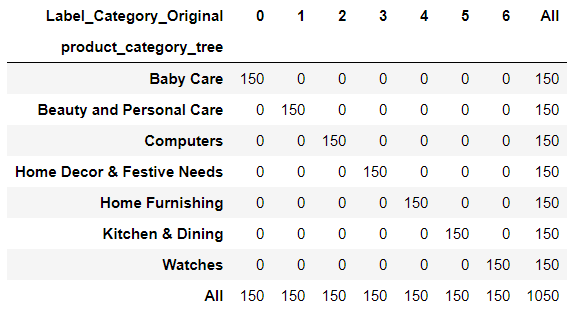 Label_Category_Original 0 1 2 3 4 5 6 All
product_category_tree
Baby Care 150 0 0 0 0 0 0 150
Beauty and Personal Care 0 150 0 0 0 0 0 150
Computers 0 0 150 0 0 0 0 150
Home Decor & Festive Needs 0 0 0 150 0 0 0 150
Home Furnishing 0 0 0 0 150 0 0 150
Kitchen & Dining 0 0 0 0 0 150 0 150
Watches 0 0 0 0 0 0 150 150
All 150 150 150 150 150 150 150 1050